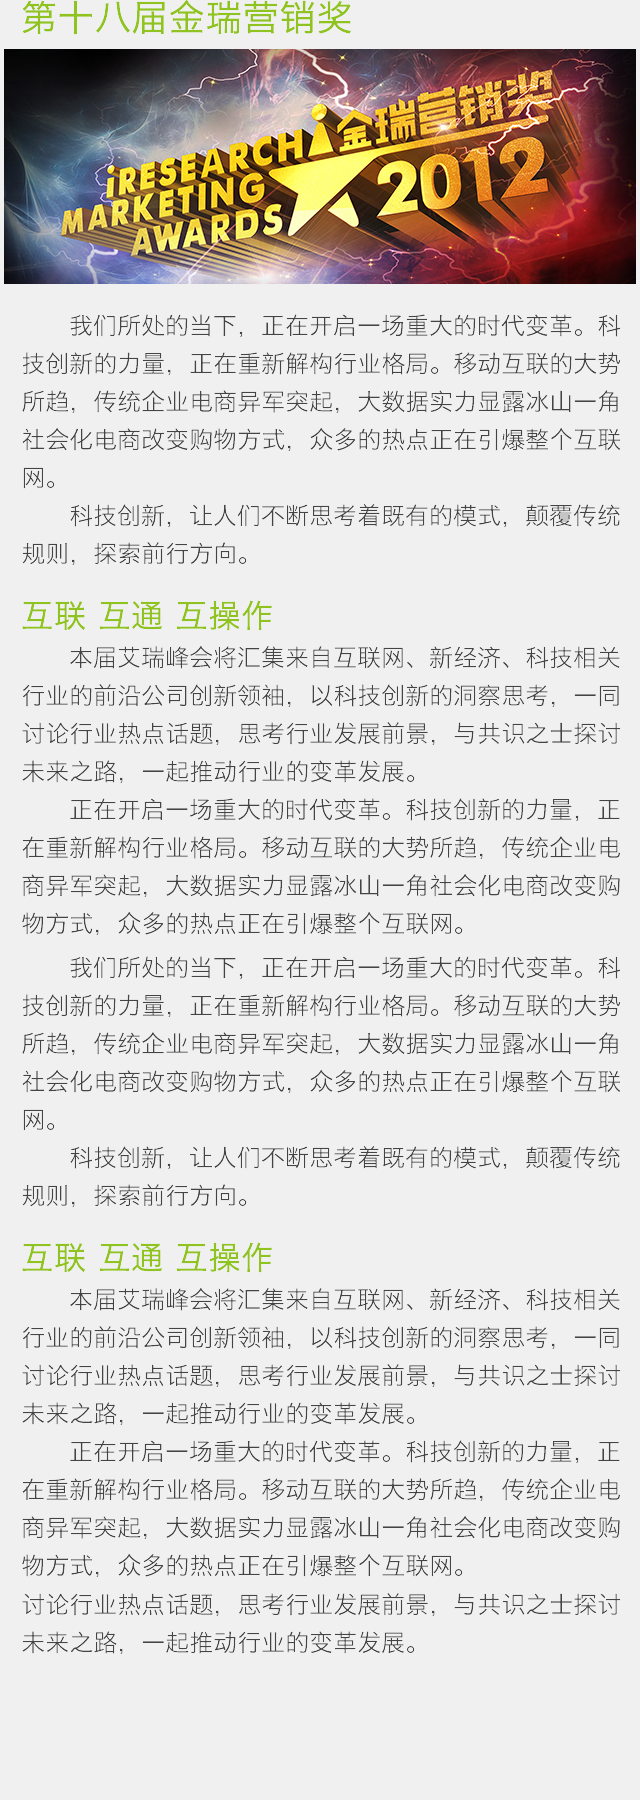 第十八届金瑞营销奖
金瑞营销奖
iRESEARCH
MARKETING
AWARDS
2012
我们所处的当下，正在开启一场重大的时代变革。科
技创新的力量，正在重新解构行业格局。移动互联的大势
所趋，传统企业电商异军突起，大数据实力显露冰山一角
社会化电商改变购物方式，众多的热点正在引爆整个互联
网。
科技创新，让人们不断思考着既有的模式，颠覆传统
规则，探索前行方向。
互联 互通 互操作
本届艾瑞峰会将汇集来自互联网、新经济、科技相关
行业的前沿公司创新领袖，以科技创新的洞察思考，一同
讨论行业热点话题，思考行业发展前景，与共识之士探讨
未来之路，一起推动行业的变革发展。
正在开启一场重大的时代变革。科技创新的力量，正
在重新解构行业格局。移动互联的大势所趋，传统企业电
商异军突起，大数据实力显露冰山一角社会化电商改变购
物方式，众多的热点正在引爆整个互联网。
我们所处的当下，正在开启一场重大的时代变革。科
技创新的力量，正在重新解构行业格局。移动互联的大势
所趋，传统企业电商异军突起，大数据实力显露冰山一角
社会化电商改变购物方式，众多的热点正在引爆整个互联
网。
科技创新，让人们不断思考着既有的模式，颠覆传统
规则，探索前行方向。
互联 互通 互操作
本届艾瑞峰会将汇集来自互联网、新经济、科技相关
行业的前沿公司创新领袖，以科技创新的洞察思考，一同
讨论行业热点话题，思考行业发展前景，与共识之士探讨
未来之路，一起推动行业的变革发展。
正在开启一场重大的时代变革。科技创新的力量，正
在重新解构行业格局。移动互联的大势所趋，传统企业电
商异军突起，大数据实力显露冰山一角社会化电商改变购
物方式，众多的热点正在引爆整个互联网。
讨论行业热点话题，思考行业发展前景，与共识之士探讨
未来之路，一起推动行业的变革发展。